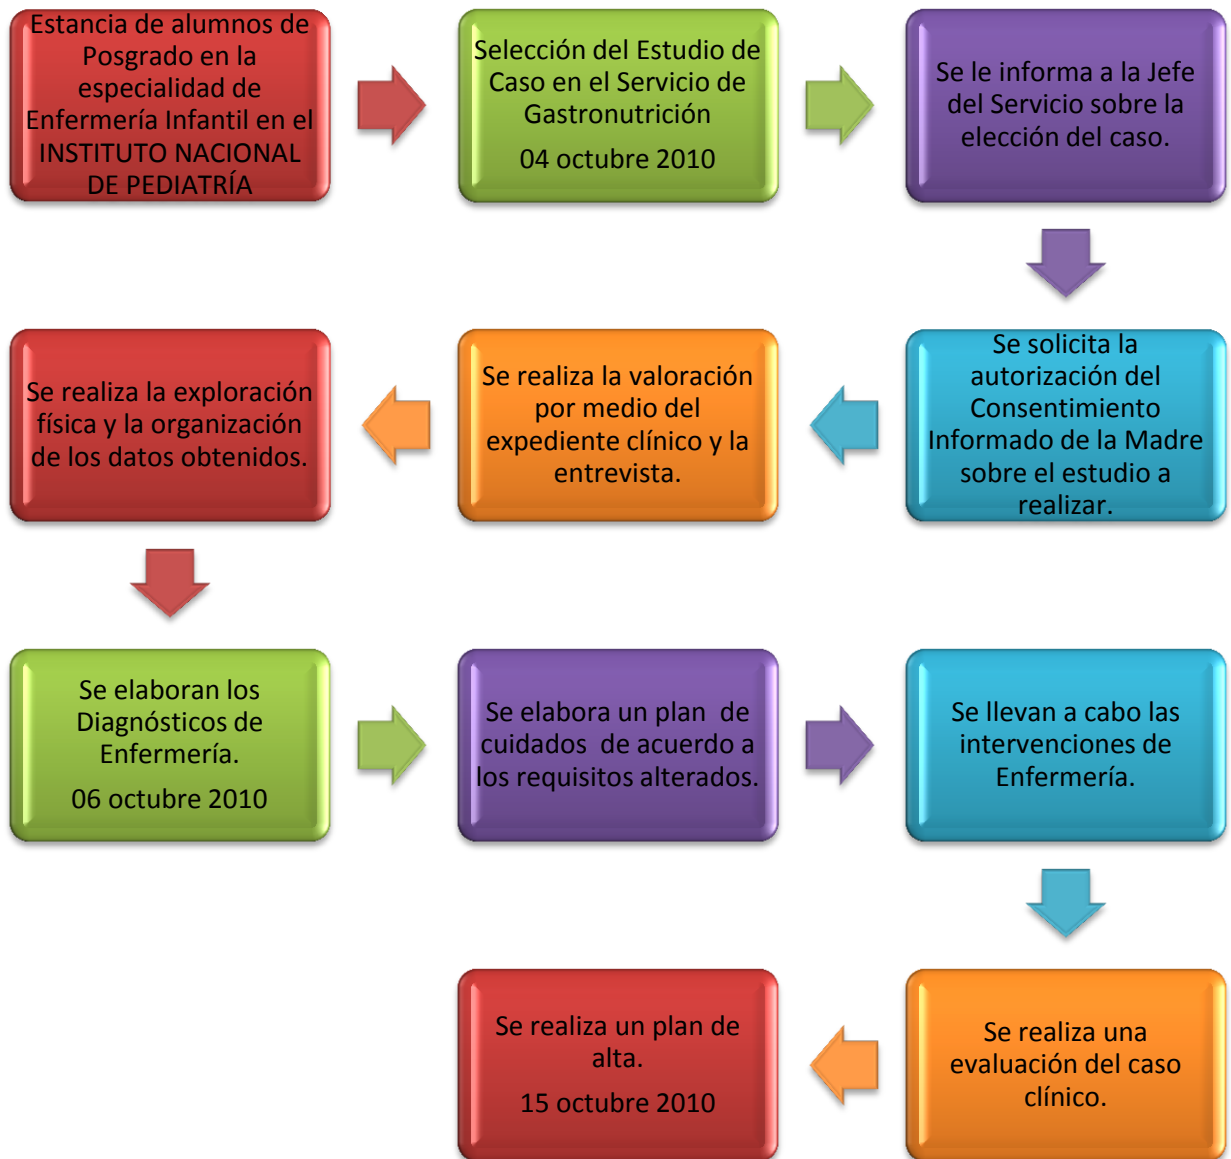 Estancia de alumnos de
Posgrado en la
especialidad de
Enfermería Infantil en el
INSTITUTO NACIONAL
DE PEDIATRÍA
Selección del Estudio de
Caso en el Servicio de
Gastronutrición
04 octubre 2010
Se le informa a la Jefe
del Servicio sobre la
elección del caso.
Se solicita la
autorización del
Consentimiento
Informado de la Madre
sobre el estudio a
realizar.
Se realiza la valoración
por medio del
expediente clínico y la
entrevista.
Se realiza la exploración
física y la organización
de los datos obtenidos.
Se elaboran los
Diagnósticos de
Enfermería.
06 octubre 2010
Se elabora un plan de
cuidados de acuerdo a
los requisitos alterados.
Se llevan a cabo las
intervenciones de
Enfermería.
Se realiza una
evaluación del caso
clínico.
Se realiza un plan de
alta.
15 octubre 2010